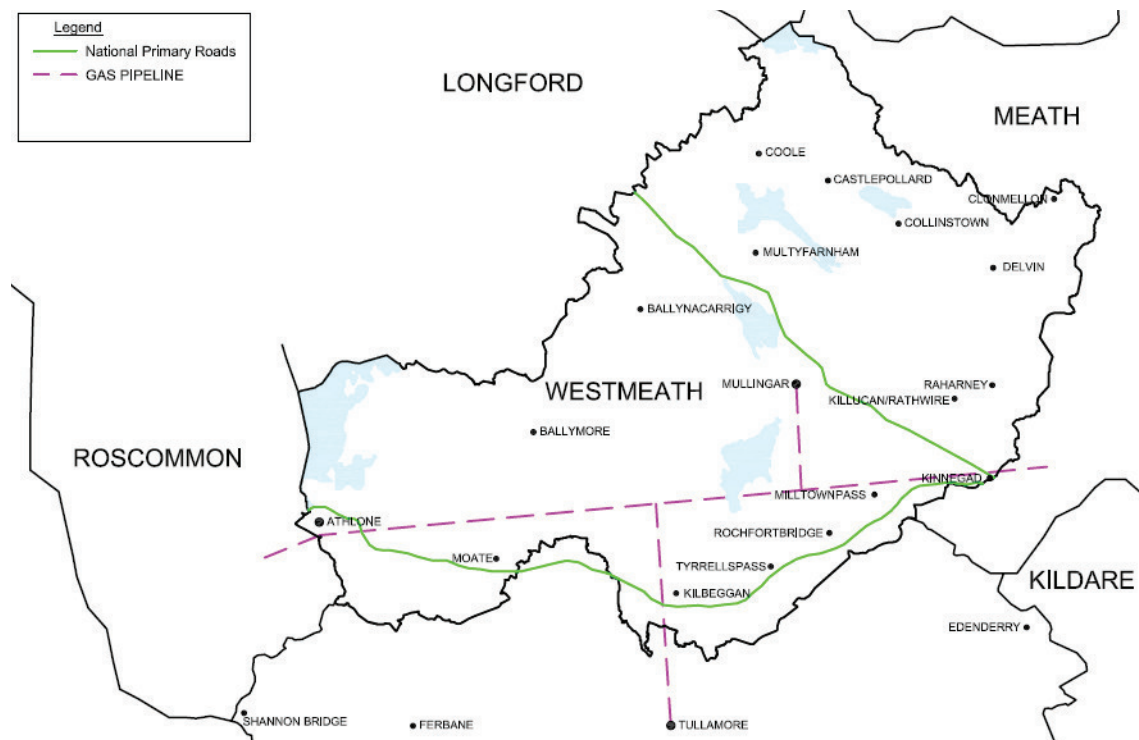 Legend
National Primary Roads
GAS PIPELINE
LONGFORD
MEATH
COOLE
CASTLEPOLLARD
CLONMELLON
COLLINSTOWN
MULTYFARNHAM
DELVIN
BALLYNACARRIGY
WESTMEATH
MULLINGAR
RAHARNEY
KILLUCAN/RATHWIRE
BALLYMORE
ROSCOMMON
KINNEGAD
MILLTOWNPASS
ATHLONE
ROCHFORTBRIDGE
MOATE
TYRRELLSPASS
KILDARE
KILBEGGAN
EDENDERRY
SHANNON BRIDGE
FERBANE
TULLAMORE